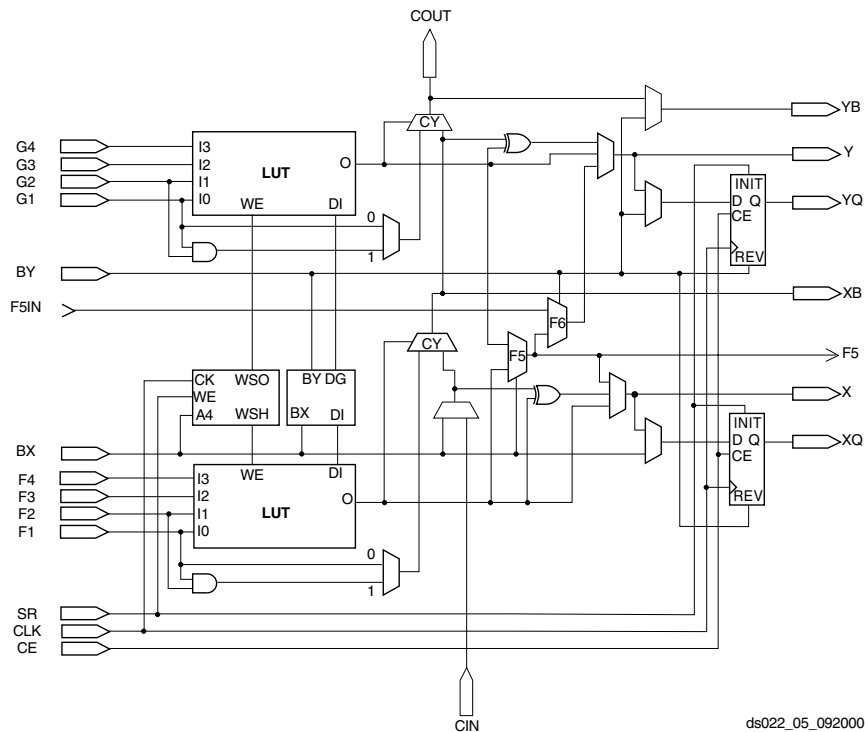 COUT
YB
CY
G4
I3
Y
G3
I2
LUT
O
G2
I1
INIT
D Q
YQ
G1
I0
WE
DI
CE
0
1
REV
BY
XB
F5IN
F6
CY
F5
F5
CK
WSO
BY DG
WE
X
A4
WSH
BX
DI
INIT
BX
D Q
XQ
WE
DI
CE
F4
I3
F3
I2
O
REV
F2
I1
LUT
F1
I0
0
1
SR
CLK
CE
CIN
ds022_05_092000